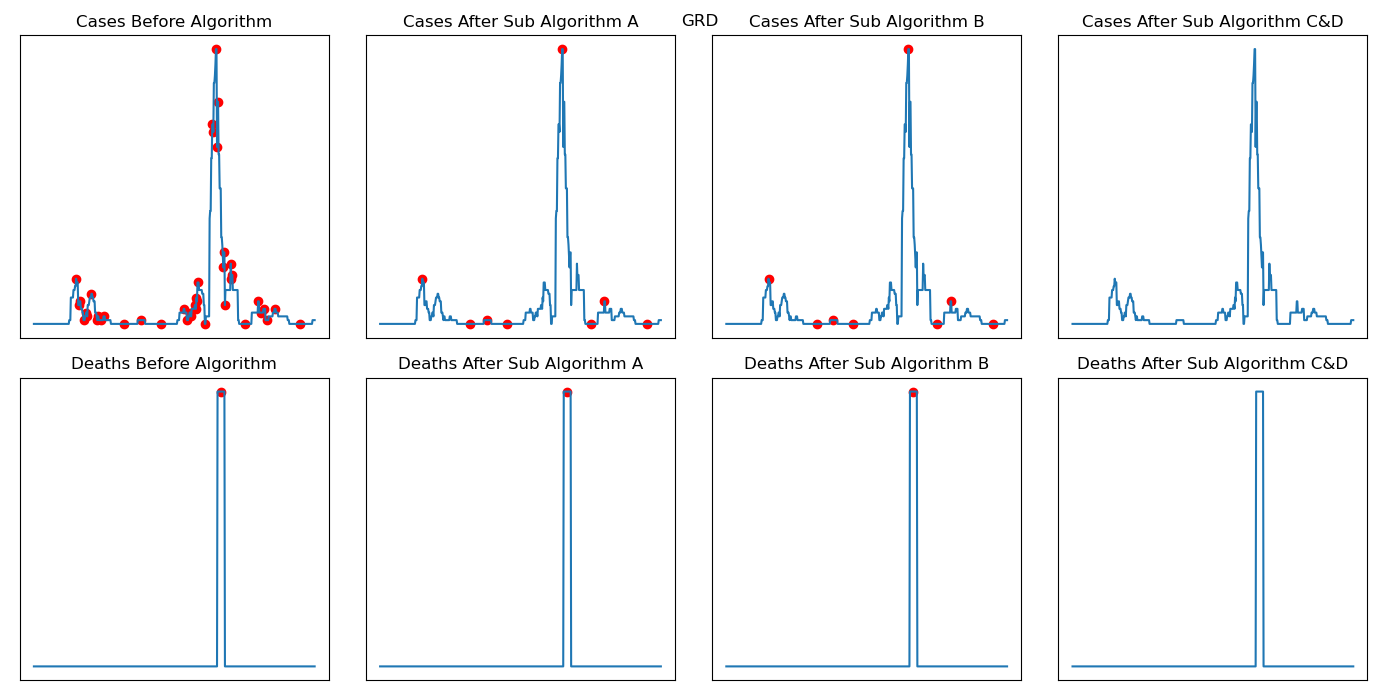 GRD
Cases Before Algorithm
Cases After Sub Algorithm A
Cases After Sub Algorithm B
Cases After Sub Algorithm C&D
Deaths Before Algorithm
Deaths After Sub Algorithm A
Deaths After Sub Algorithm B
Deaths After Sub Algorithm C&D